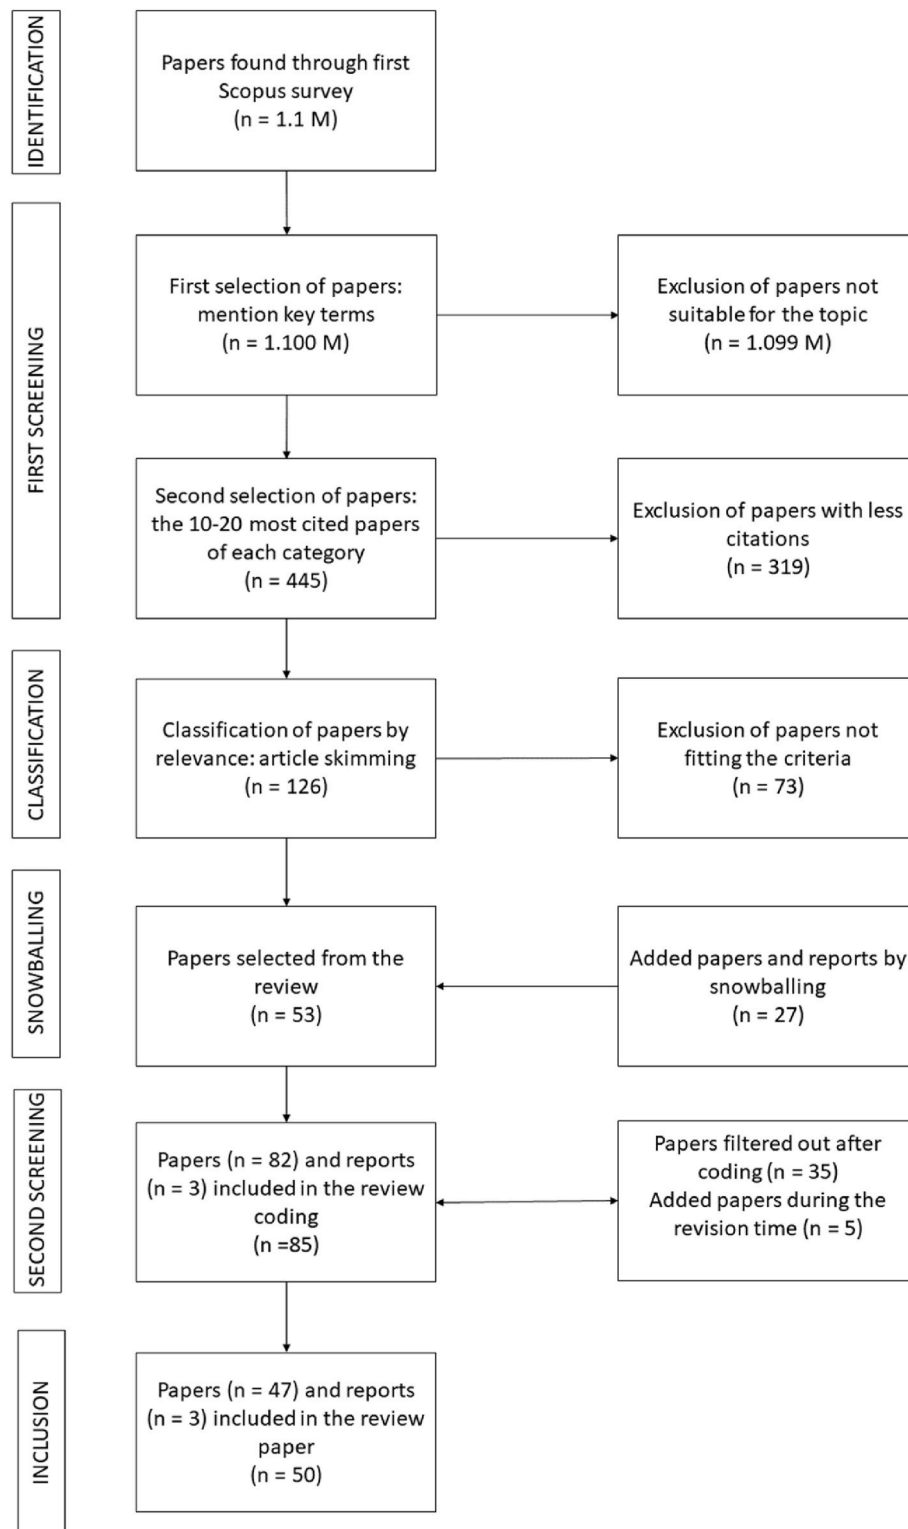 IDENTIFICATION
Papers found through first
Scopus survey
(n = 1.1 M)
FIRST SCREENING
First selection of papers:
mention key terms
(n = 1.100 M)
Exclusion of papers not
suitable for the topic
(n = 1.099 M)
Second selection of papers:
the 10-20 most cited papers
of each category
(n = 445)
Exclusion of papers with less
citations
(n = 319)
CLASSIFICATION
Classification of papers by
relevance: article skimming
(n = 126)
Exclusion of papers not
fitting the criteria
(n = 73)
SNOWBALLING
Papers selected from the
review
(n = 53)
Added papers and reports by
snowballing
(n = 27)
SECOND SCREENING
Papers (n = 82) and reports
(n = 3) included in the review
coding
(n =85)
Papers filtered out after
coding (n = 35)
Added papers during the
revision time (n = 5)
INCLUSION
Papers (n = 47) and reports
(n = 3) included in the review
paper
(n = 50)